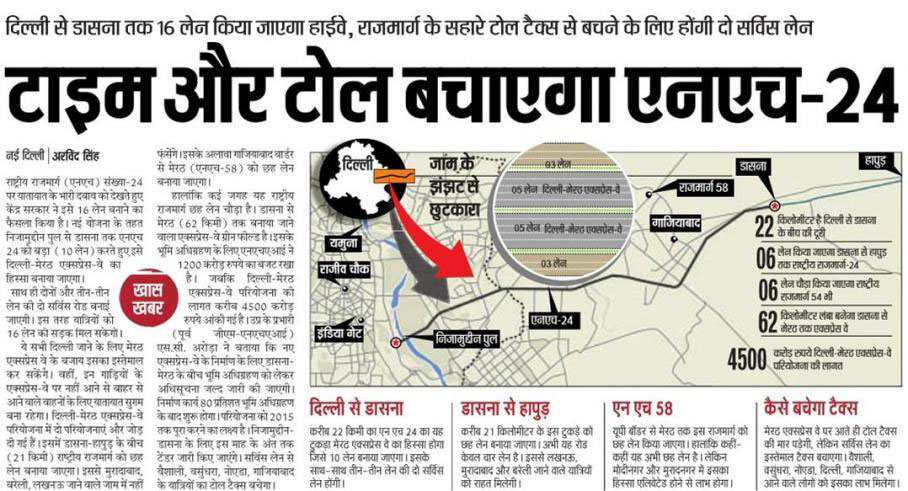 दिल्ली से डासना तक 16 लेन किया जाएगा हाईवे, राजमार्ग के सहारे टोल टैक्स से बचने के लिए होंगी दो सर्विस लेन
टाइम और टोल बचाएगा एनएच-24
नई दिल्ली | अरविंद सिंह
राष्ट्रीय राजमार्ग (एनएच) संख्या-24
पर यातायात के भारी दबाव को देखते हुए
केंद्र सरकार ने इसे 16 लेन बनाने का
फैसला किया है। नई योजना के तहत
निजामुद्दीन पुल से डासना तक एनएच
24 को बड़ा (10 लेन) करते हुए इसे
दिल्ली-मेरठ एक्सप्रेस-वे का
हिस्सा बनाया जाएगा।
साथ ही दोनों और तीन-तीन
लेन की दो सर्विस रोड बनाई
जाएगी। इस तरह यात्रियों को
16 लेन की सड़क मिल सकेगी।
ये सभी दिल्ली जाने के लिए मेरठ
एक्सप्रेस वे के बजाय इसका इस्तेमाल
कर सकेंगे। वहीं, इन गाड़ियों के
एक्सप्रेस-वे पर नहीं आने से बाहर से
आने वाले वाहनों के लिए यातायात सुगम
बना रहेगा। दिल्ली-मेरठ एक्सप्रेस-वे
परियोजना में दो परियोजनाएं और जोड़
दी गई हैं। इसमें डासना-हापुड़ के बीच
(21 किमी) राष्ट्रीय राजमार्ग छह
लेन बनाया जाएगा। इससे मुरादाबाद,
बरेली, लखनऊ जाने वाले जाम में नहीं
फंसेंगे। इसके अलावा गाजियाबाद बार्डर
से मेरठ (एनएच-58) को छह लेन
बनाया जाएगा।
हालांकि कई जगह यह राष्ट्रीय
राजमार्ग छह लेन चौड़ा है। डासना से
मेरठ (62 किमी) तक बनाया जाने
वाला एक्सप्रेस-वे ग्रीन फील्ड है। इसके
भूमि अधिग्रहण के लिए एनएचएआई ने
1200 करोड़ रुपये का बजट रखा
है। जबकि दिल्ली-मेरठ
एक्सप्रेस-वे परियोजना की
लागत करीब 4500 करोड़
रुपये आंकी गई है। उप्र के प्रभारी
(पूर्व जीएम-एनएचएआई)
एस.सी. अरोड़ा ने बताया कि नए
एक्सप्रेस-वे के निर्माण के लिए डासना-
मेरठ के बीच भूमि अधिग्रहण को लेकर
अधिसूचना जल्द जारी की जाएगी।
निर्माण कार्य 80 प्रतिशत भूमि अधिग्रहण
के बाद शुरू होगा। परियोजना को 2015
तक पूरा करने का लक्ष्य है। निजामुद्दीन-
डासना के लिए इस माह के अंत तक
टेंडर जारी किए जाएंगे। सर्विस लेन से
वैशाली, वसुंधरा, नोएडा, गाजियाबाद
के यात्रियों का टोल टैक्स बचेगा।
खास
खबर
दिल्ली
जाम के
झंझट से
छुटकारा
03 लेन
05 लेन दिल्ली-मेरठ एक्सप्रेस-वे
05 लेन दिल्ली-मेरठ एक्सप्रेस-वे
03 लेन
यमुना
राजीव चौक
इंडिया गेट
निजामुद्दीन पुल
एनएच-24
राजमार्ग 58
गाजियाबाद
डासना
हापुड़
22 किलोमीटर है दिल्ली से डासना
के बीच की दूरी
06 लेन किया जाएगा डासना से हापुड़
तक राष्ट्रीय राजमार्ग-24
06 लेन चौड़ा किया जाएगा राष्ट्रीय
राजमार्ग 54 भी
62 किलोमीटर लंबा बनेगा डासना से
मेरठ तक एक्सप्रेस वे
4500 करोड़ रुपये दिल्ली-मेरठ एक्सप्रेस-वे
परियोजना की लागत
दिल्ली से डासना
करीब 22 किमी का एन एच 24 का यह
टुकड़ा मेरठ एक्सप्रेस वे का हिस्सा होगा
जिसे 10 लेन बनाया जाएगा। इसके
साथ-साथ तीन-तीन लेन की दो सर्विस
लेन होंगी।
डासना से हापुड़
करीब 21 किलोमीटर के इस टुकड़े को
छह लेन बनाया जाएगा। अभी यह रोड
केवल चार लेन है। इससे लखनऊ,
मुरादाबाद और बरेली जाने वाले यात्रियों
को राहत मिलेगी।
एन एच 58
यूपी बॉडर से मेरठ तक इस राजमार्ग को
छह लेन किया जाएगा। हालांकि कहीं-
कहीं यह अभी छह लेन है। लेकिन
मोदीनगर और मुरादनगर में इसका
हिस्सा एलिवेटेड होने से लाभ होगा।
कैसे बचेगा टैक्स
मेरठ एक्सप्रेस वे पर आते ही टोल टैक्स
की मार पड़ेगी, लेकिन सर्विस लेन का
इस्तेमाल टैक्स बचाएगा। वैशाली,
वसुंधरा, नोएडा, दिल्ली, गाजियाबाद से
आने वाले लोगों को इसका लाभ मिलेगा।